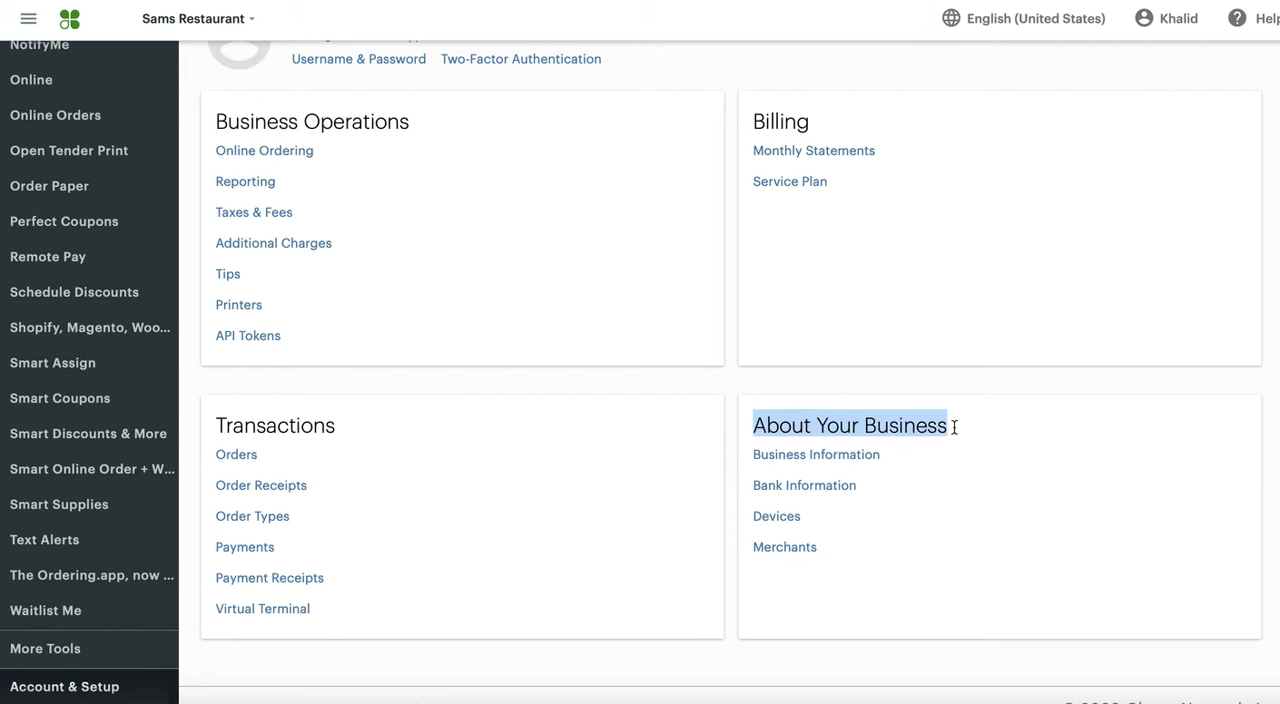 Sams Restaurant
English (United States)
Khalid
Help
NotifyMe
Online
Online Orders
Open Tender Print
Order Paper
Perfect Coupons
Remote Pay
Schedule Discounts
Shopify, Magento, Woo...
Smart Assign
Smart Coupons
Smart Discounts & More
Smart Online Order + W...
Smart Supplies
Text Alerts
The Ordering.app, now ...
Waitlist Me
More Tools
Account & Setup
Username & Password
Two-Factor Authentication
Business Operations
Online Ordering
Reporting
Taxes & Fees
Additional Charges
Tips
Printers
API Tokens
Billing
Monthly Statements
Service Plan
Transactions
Orders
Order Receipts
Order Types
Payments
Payment Receipts
Virtual Terminal
About Your Business
Business Information
Bank Information
Devices
Merchants